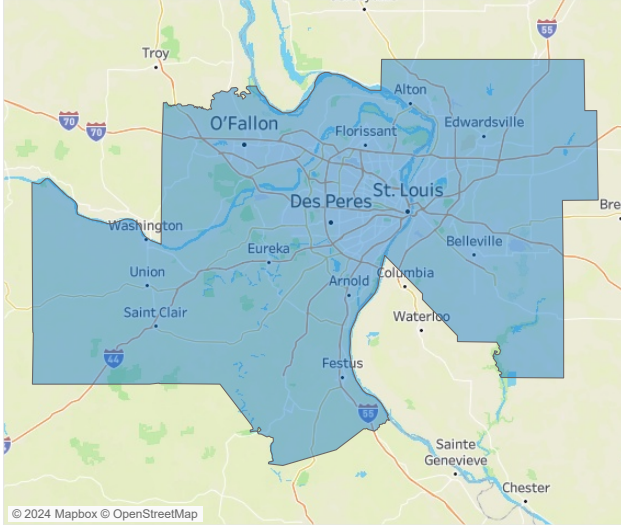 55
Troy
Alton
70
70
O'Fallon
Florissant
Edwardsville
St. Louis
Des Peres
Bre
Washington
Eureka
Belleville
Union
Arnold
Columbia
Saint Clair
Waterloo
44
Festus
55
Sainte
Genevieve
Chester
© 2024 Mapbox © OpenStreetMap